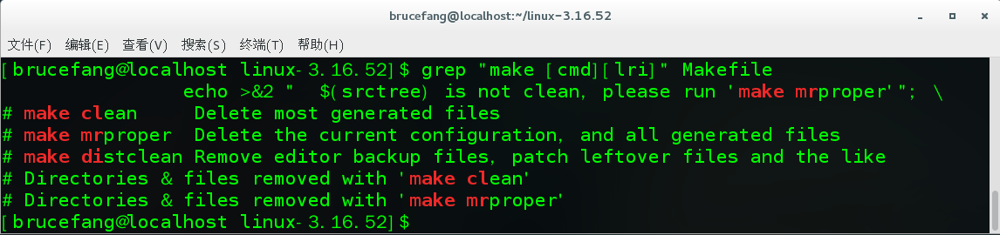 brucefang@localhost:~/linux-3.16.52
文件(F) 编辑(E) 查看(V) 搜索(S) 终端(T) 帮助(H)
[brucefang@localhost linux-3.16.52]$ grep "make [cmd][lri]" Makefile
echo >&2 "  $(srctree) is not clean, please run 'make mrproper'"; \
# make clean      Delete most generated files
# make mrproper  Delete the current configuration, and all generated files
# make distclean Remove editor backup files, patch leftover files and the like
# Directories & files removed with 'make clean'
# Directories & files removed with 'make mrproper'
[brucefang@localhost linux-3.16.52]$